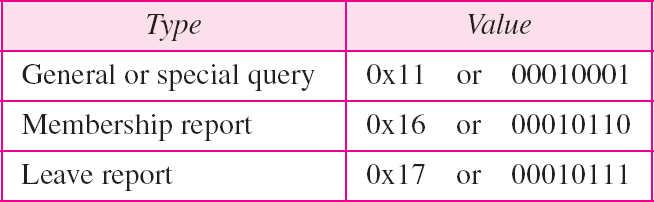 Type Value
General or special query 0x11 or 00010001
Membership report 0x16 or 00010110
Leave report 0x17 or 00010111